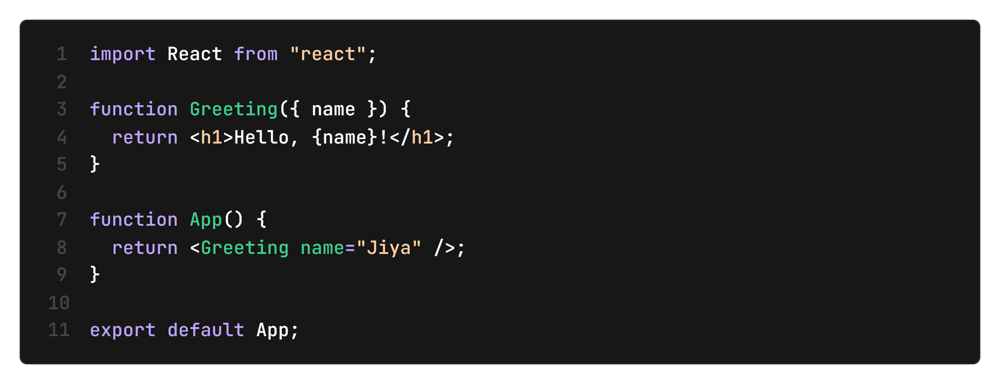 1 import React from "react";
2
3 function Greeting({ name }) {
4   return <h1>Hello, {name}!</h1>;
5 }
6
7 function App() {
8   return <Greeting name="Jiya" />;
9 }
10
11 export default App;